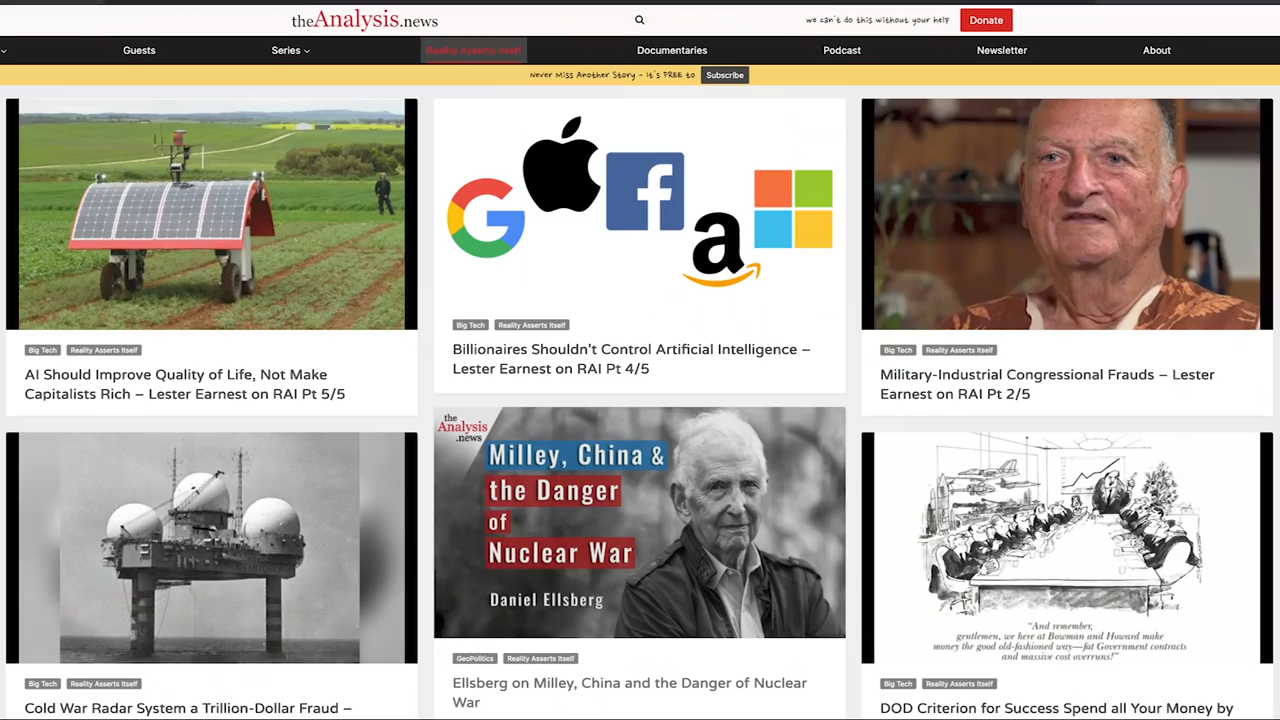 theAnalysis.news
we can't do this without your help
Donate
Guests
Series
Reality Asserts Itself
Documentaries
Podcast
Newsletter
About
Never Miss Another Story - It's FREE to
Subscribe
Big Tech
Reality Asserts Itself
AI Should Improve Quality of Life, Not Make
Capitalists Rich – Lester Earnest on RAI Pt 5/5
a
Big Tech
Reality Asserts Itself
Billionaires Shouldn't Control Artificial Intelligence –
Lester Earnest on RAI Pt 4/5
Big Tech
Reality Asserts Itself
Military-Industrial Congressional Frauds – Lester
Earnest on RAI Pt 2/5
Big Tech
Reality Asserts Itself
Cold War Radar System a Trillion-Dollar Fraud –
the
Analysis
.news
Milley, China &
the Danger
of
Nuclear War
Daniel Ellsberg
GeoPolitics
Reality Asserts Itself
Ellsberg on Milley, China and the Danger of Nuclear
War
"And remember,
gentlemen, we here at Bowman and Howard make
money the good old-fashioned way—fat Government contracts
and massive cost overruns!"
Big Tech
Reality Asserts Itself
DOD Criterion for Success Spend all Your Money by